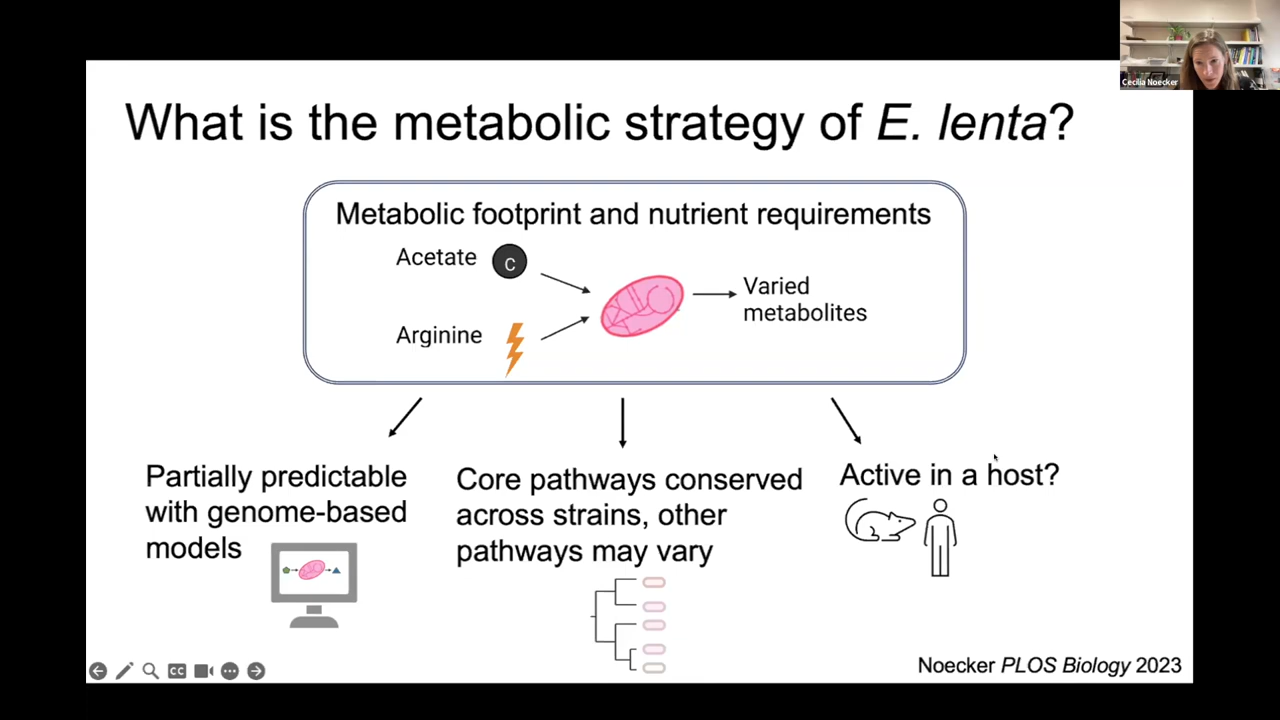 Cecilia Noecker
What is the metabolic strategy of E. lenta?
Metabolic footprint and nutrient requirements
Acetate
C
Arginine
Varied
metabolites
Partially predictable
with genome-based
models
Core pathways conserved
across strains, other
pathways may vary
Active in a host?
CC
Noecker PLOS Biology 2023